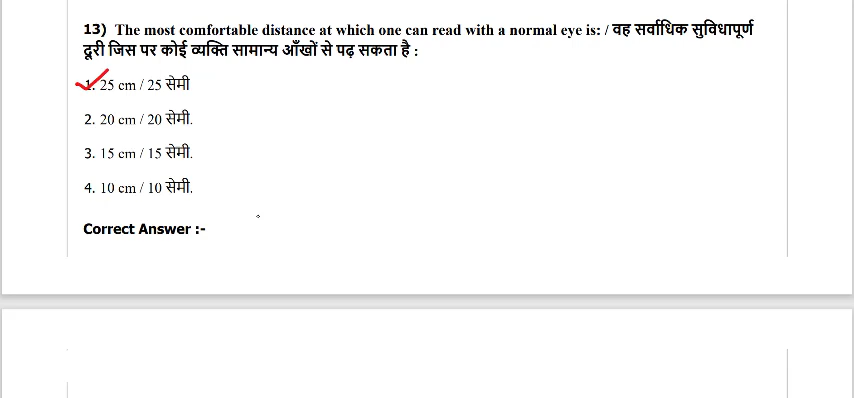 13) The most comfortable distance at which one can read with a normal eye is: / वह सर्वाधिक सुविधापूर्ण
दूरी जिस पर कोई व्यक्ति सामान्य आँखों से पढ़ सकता है :
1. 25 cm / 25 सेमी
2. 20 cm / 20 सेमी.
3. 15 cm / 15 सेमी.
4. 10 cm / 10 सेमी.
Correct Answer :-